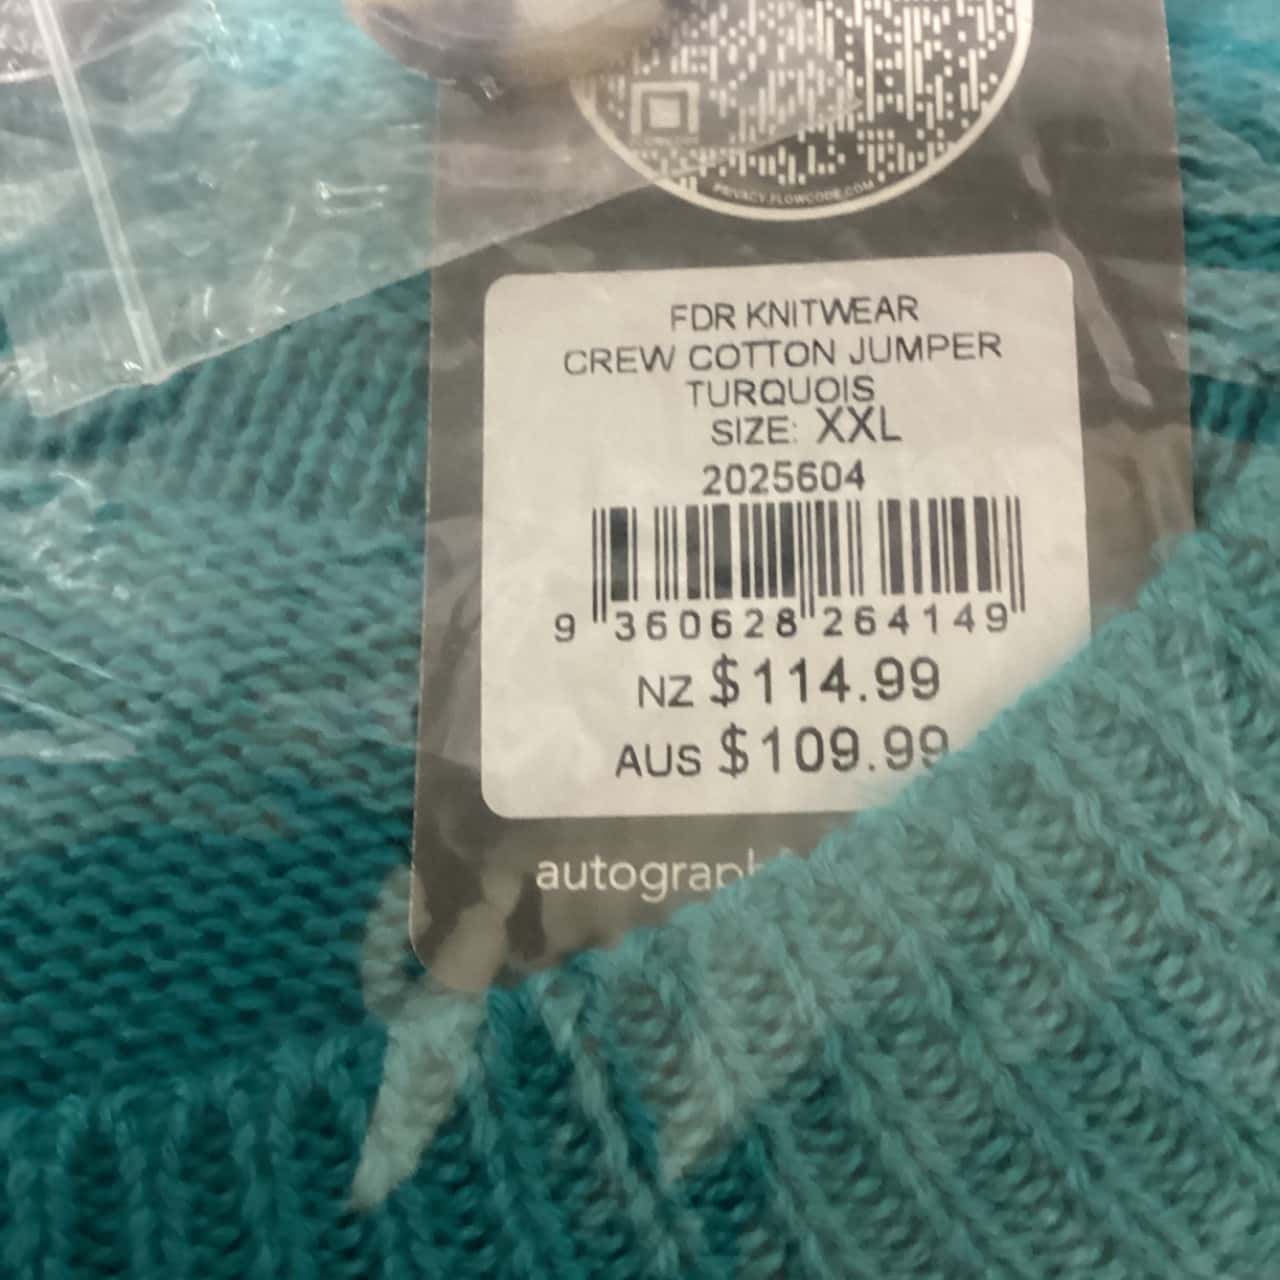 PRIVACY.FLOWCODE.COM
FDR KNITWEAR
CREW COTTON JUMPER
TURQUOIS
SIZE: XXL
2025604
9 360628 264149
NZ $114.99
AUS $109.99
autograph